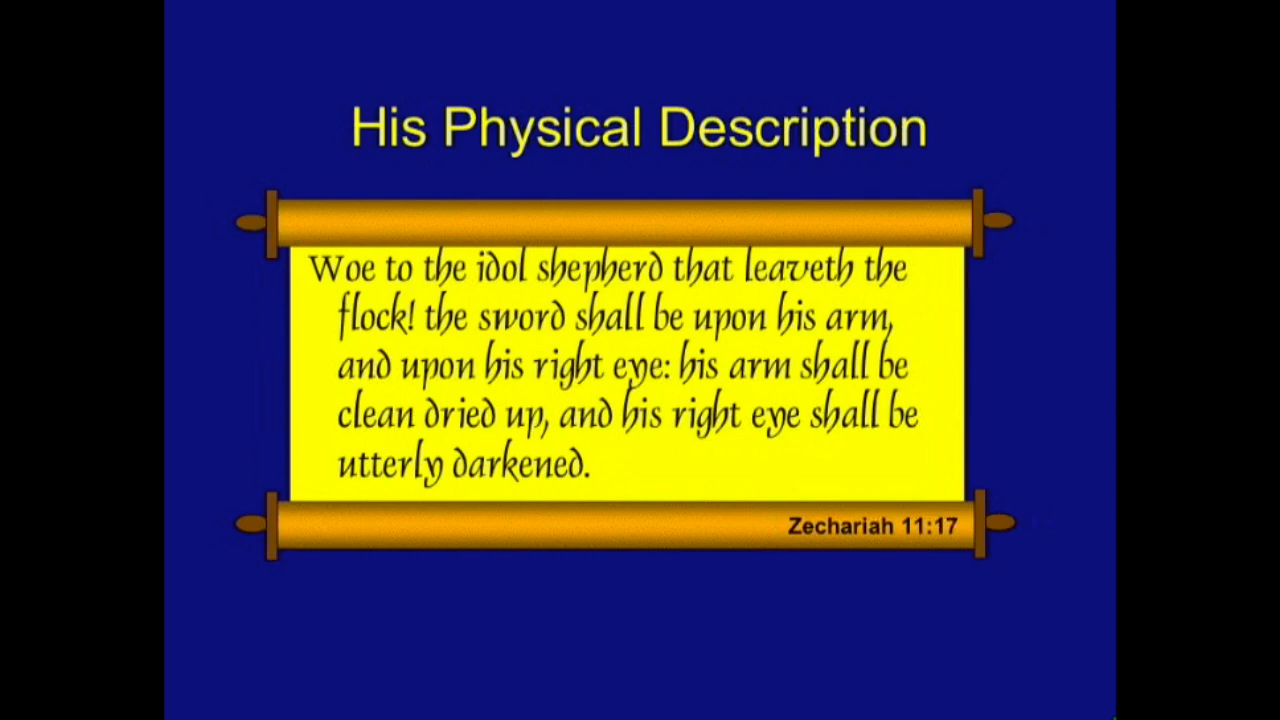 His Physical Description
Woe to the idol shepherd that leaveth the
flock! the sword shall be upon his arm,
and upon his right eye: his arm shall be
clean dried up, and his right eye shall be
utterly darkened.
Zechariah 11:17